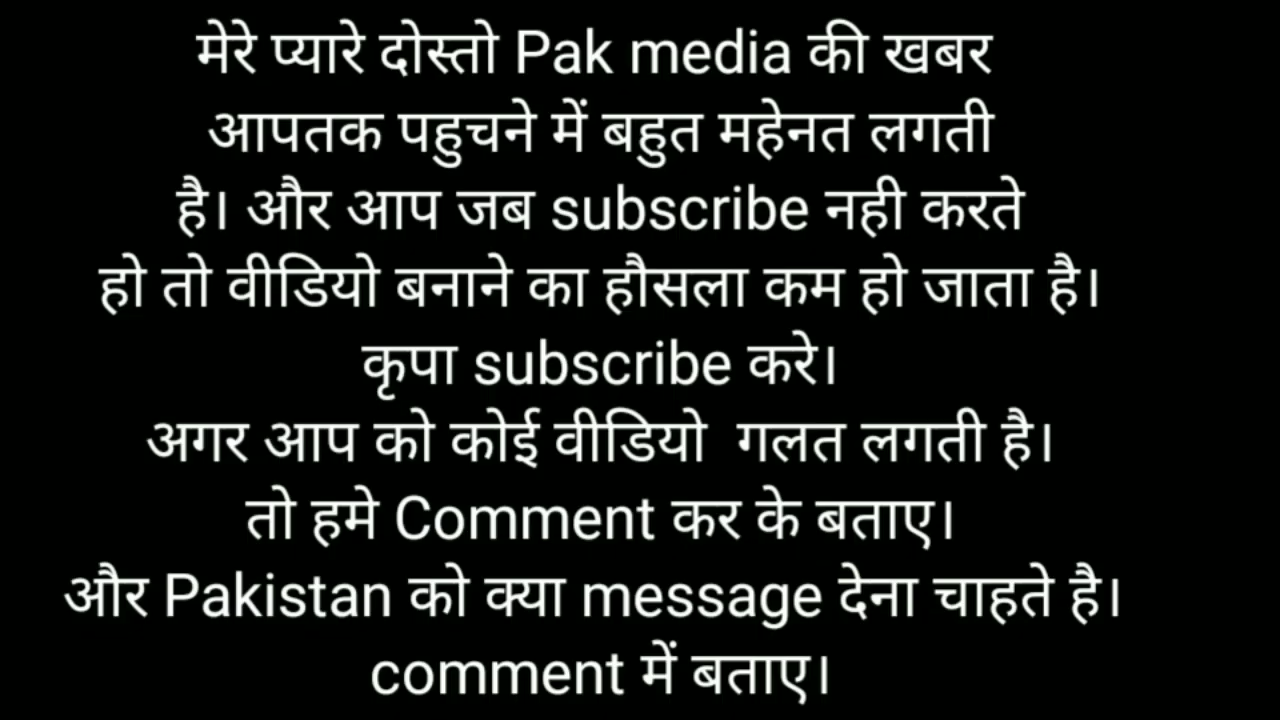 मेरे प्यारे दोस्तो Pak media की खबर
आपतक पहुचने में बहुत महेनत लगती
है। और आप जब subscribe नही करते
हो तो वीडियो बनाने का हौसला कम हो जाता है।
कृपा subscribe करे।
अगर आप को कोई वीडियो गलत लगती है।
तो हमे Comment कर के बताए।
और Pakistan को क्या message देना चाहते है।
comment में बताए।